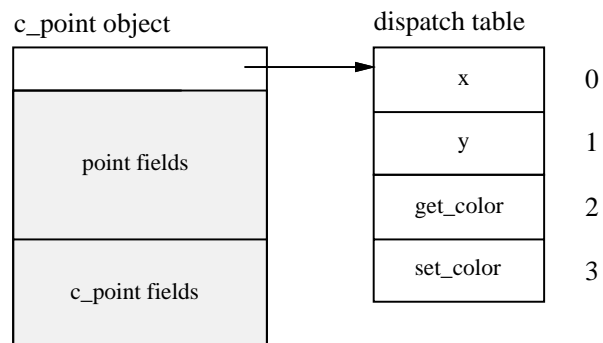 c_point object
dispatch table
x 0
point fields
y 1
get_color 2
c_point fields
set_color 3